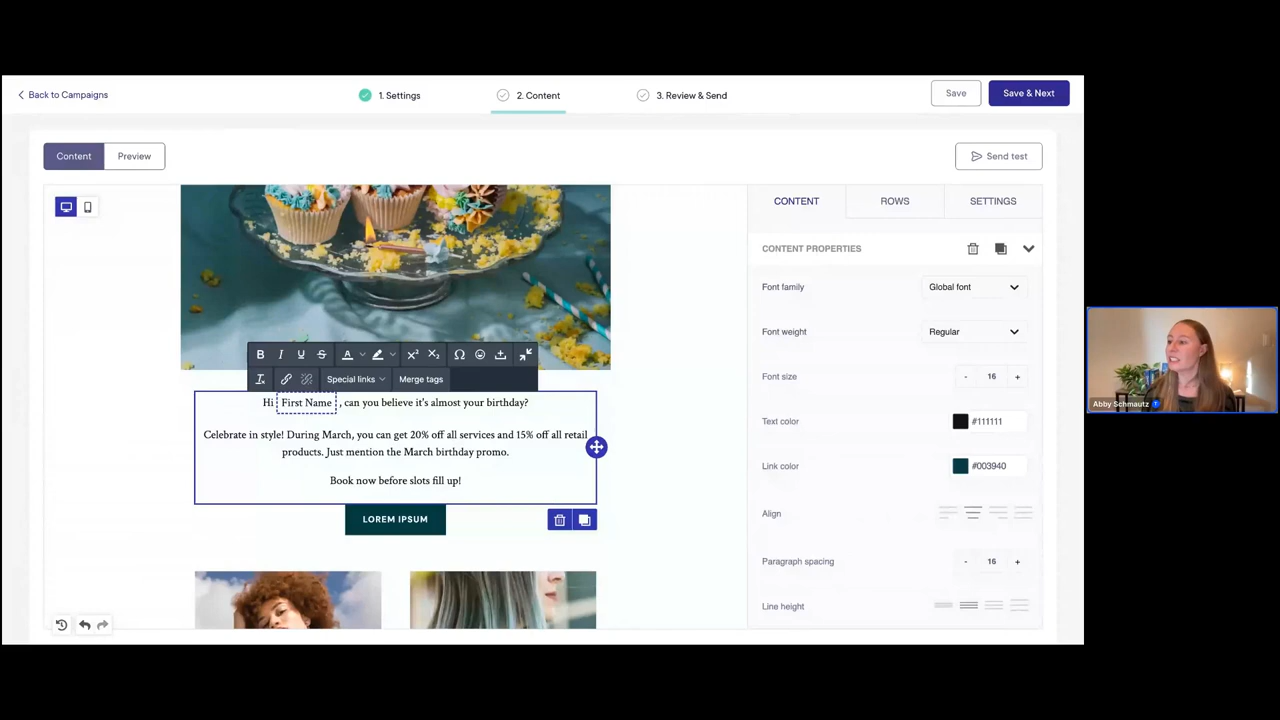 Back to Campaigns
1. Settings
2. Content
3. Review & Send
Save
Save & Next
Content
Preview
Send test
CONTENT
ROWS
SETTINGS
CONTENT PROPERTIES
Font family
Global font
Font weight
Regular
Font size
- 16 +
Text color
#111111
Link color
#003940
Align
Paragraph spacing
- 16 +
Line height
B I U S A
Special links
Merge tags
Hi First Name , can you believe it's almost your birthday?
Celebrate in style! During March, you can get 20% off all services and 15% off all retail
products. Just mention the March birthday promo.
Book now before slots fill up!
LOREM IPSUM
Abby Schmautz